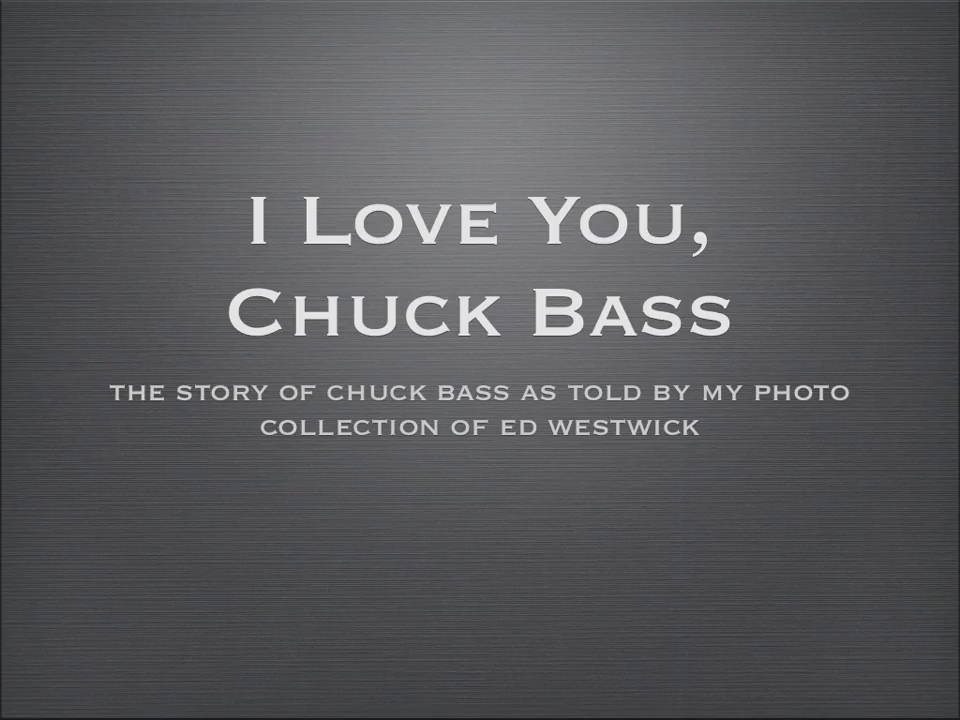 I Love You,
Chuck Bass
THE STORY OF CHUCK BASS AS TOLD BY MY PHOTO
COLLECTION OF ED WESTWICK